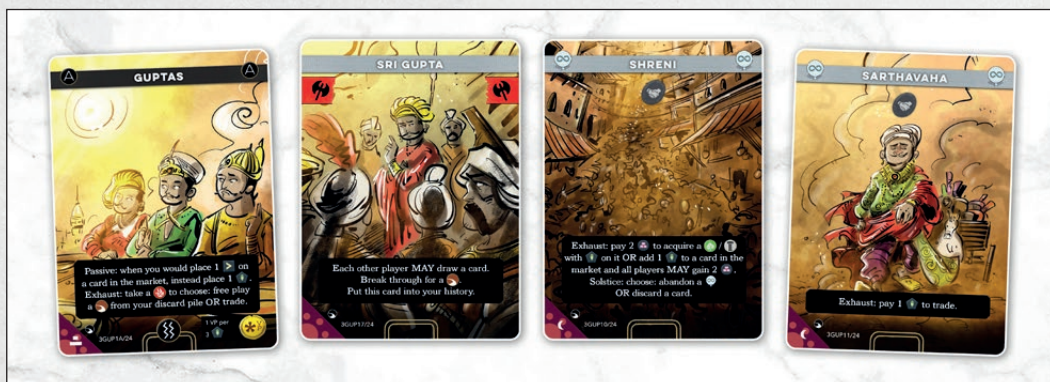 GUPTAS
Passive: when you would place 1 on
a card in the market, instead place 1 .
Exhaust: take a to choose: free play
a from your discard pile OR trade.
1 VP per
3
3GUP1A/24
SRI GUPTA
Each other player MAY draw a card.
Break through for a .
Put this card into your history.
3GUP17/24
SHRENI
Exhaust: pay 2 to acquire a /
with on it OR add 1 to a card in the
market and all players MAY gain 2 .
Solstice: choose: abandon a
OR discard a card.
3GUP10/24
SARTHAVAHA
Exhaust: pay 1 to trade.
3GUP11/24